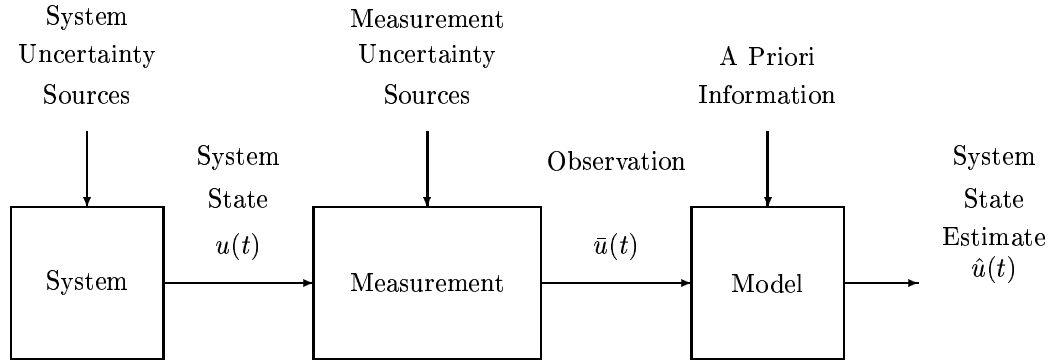 System
Uncertainty
Sources
Measurement
Uncertainty
Sources
A Priori
Information
System
State
u(t)
Observation
ū(t)
System
State
Estimate
û(t)
System
Measurement
Model